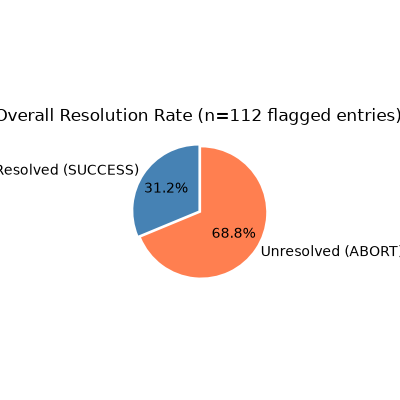 Overall Resolution Rate (n=112 flagged entries)
Resolved (SUCCESS)
31.2%
68.8%
Unresolved (ABORT)